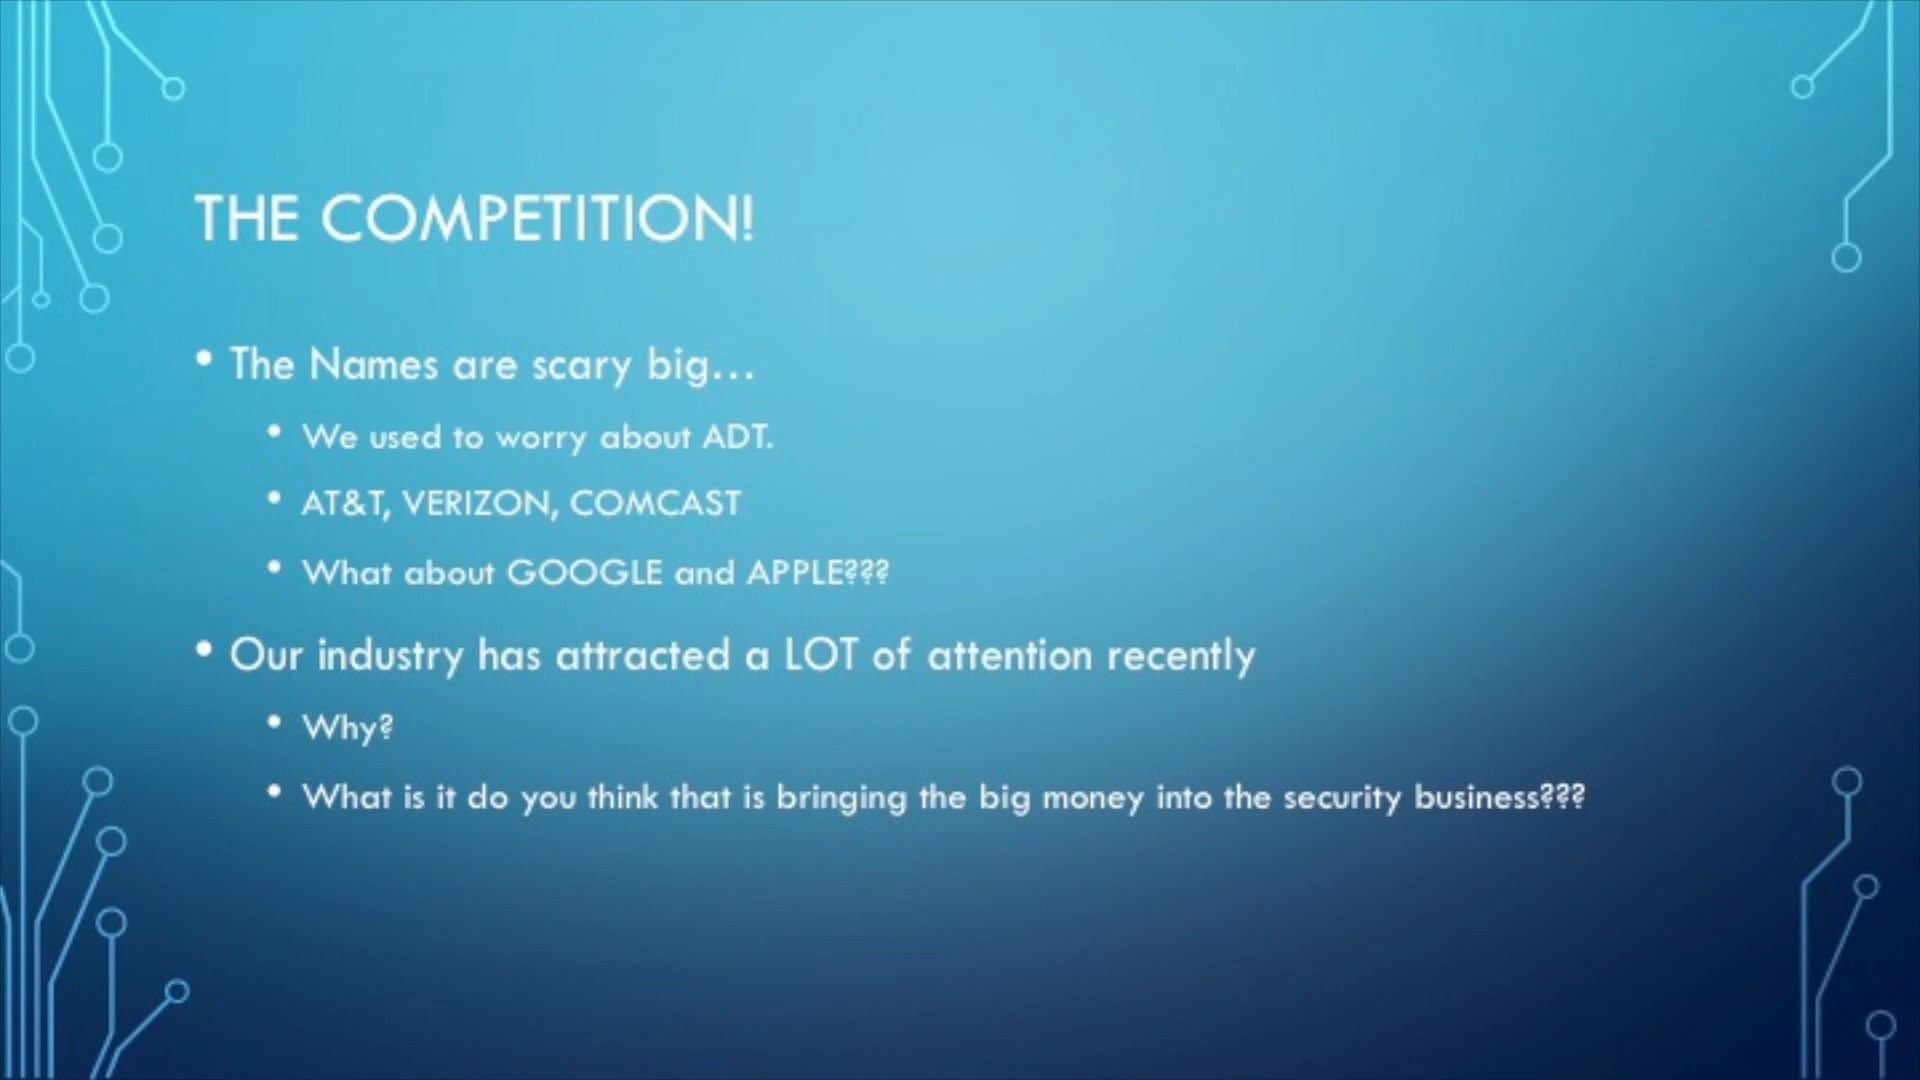 THE COMPETITION!
• The Names are scary big...
• We used to worry about ADT.
• AT&T, VERIZON, COMCAST
• What about GOOGLE and APPLE???
• Our industry has attracted a LOT of attention recently
• Why?
• What is it do you think that is bringing the big money into the security business???